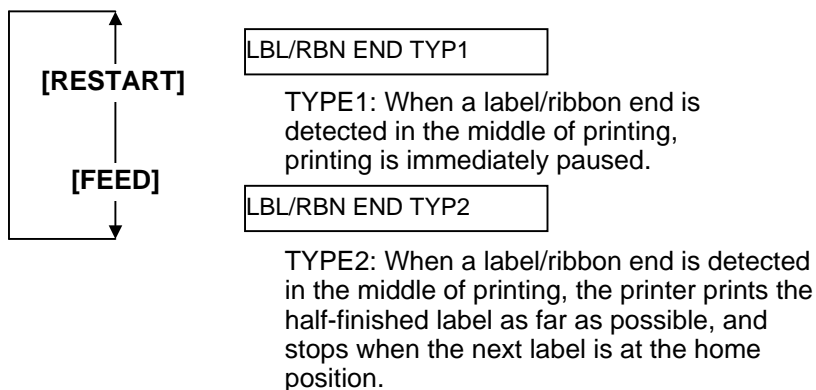 [RESTART]
[FEED]
LBL/RBN END TYP1
TYPE1: When a label/ribbon end is
detected in the middle of printing,
printing is immediately paused.
LBL/RBN END TYP2
TYPE2: When a label/ribbon end is detected
in the middle of printing, the printer prints the
half-finished label as far as possible, and
stops when the next label is at the home
position.